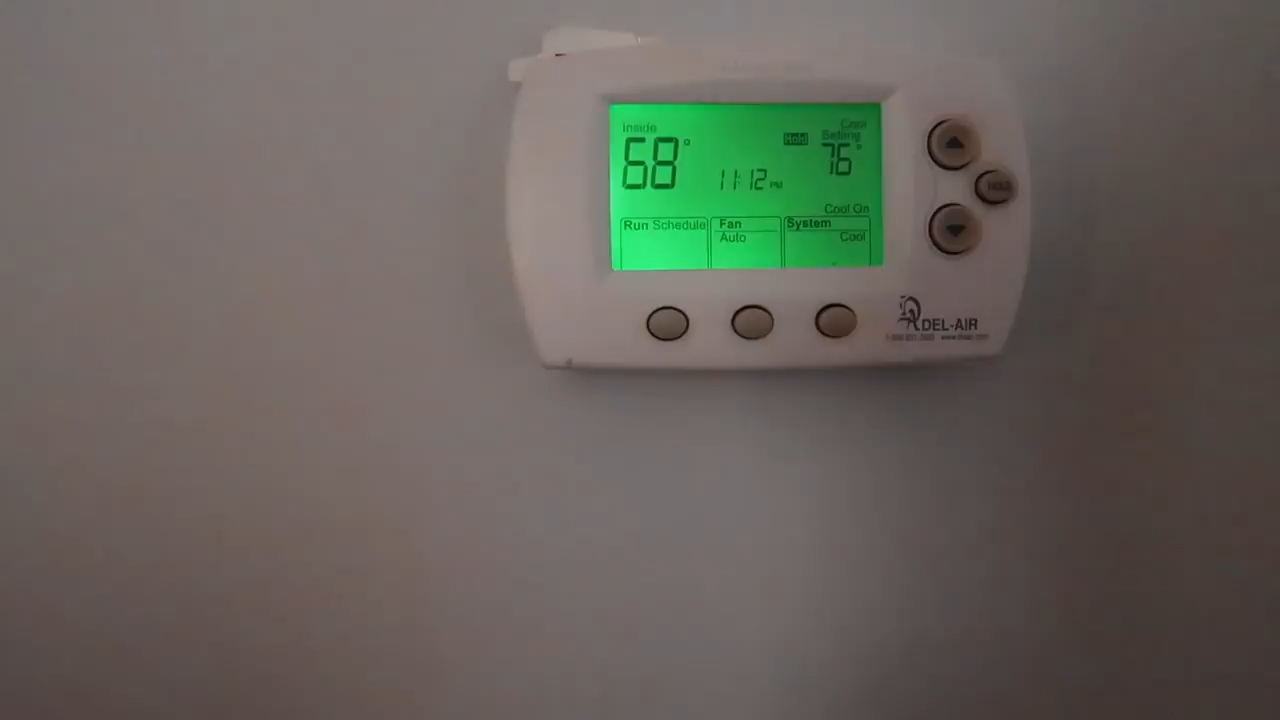 Inside
68°
11:12 PM
Hold
Cool
Setting
76°
Cool On
Run Schedule
Fan
Auto
System
Cool
HOLD
DEL-AIR